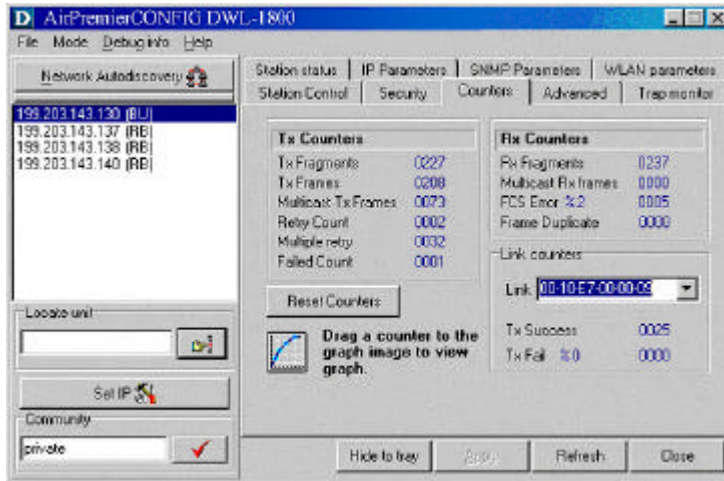 D AirPremierCONFIG DWL-1800
File Mode Debug info Help
Network Autodiscovery
199.203.143.130 (BU)
199.203.143.137 (RB)
199.203.143.138 (RB)
199.203.143.140 (RB)
Locate unit
Set IP
Community
private
Station status IP Parameters SNMP Parameters WLAN parameters
Station Control Security Counters Advanced Trap monitor
Tx Counters
Tx Fragments 0227
Tx Frames 0208
Multicast Tx Frames 0073
Retry Count 0002
Multiple retry 0032
Failed Count 0001
Reset Counters
Drag a counter to the
graph image to view
graph.
Rx Counters
Rx Fragments 0237
Multicast Rx frames 0000
FCS Error %2 0005
Frame Duplicate 0000
Link counters
Link 00-10-E7-00-00-09
Tx Success 0025
Tx Fail %0 0000
Hide to tray Apply Refresh Close